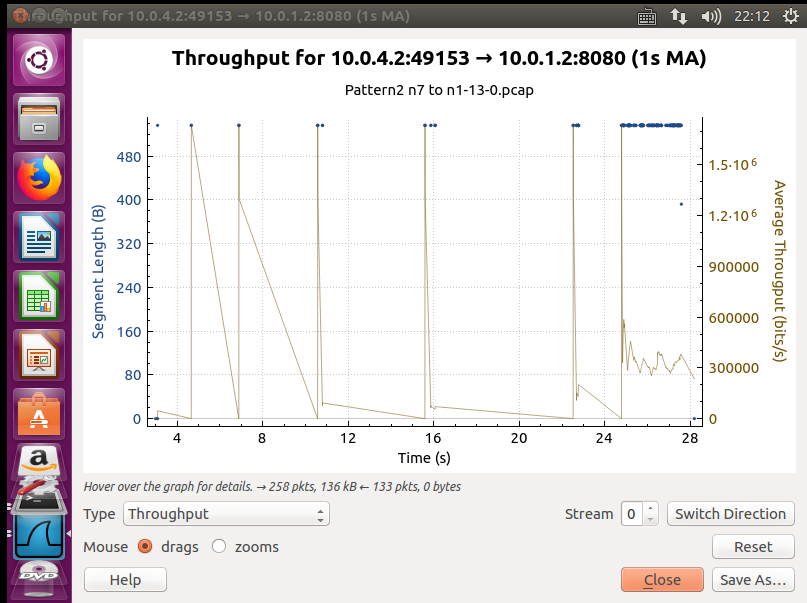 Throughput for 10.0.4.2:49153 → 10.0.1.2:8080 (1s MA)
22:12
Throughput for 10.0.4.2:49153 → 10.0.1.2:8080 (1s MA)
Pattern2 n7 to n1-13-0.pcap
Segment Length (B)
480
400
320
240
160
80
0
1.5·10⁶
1.2·10⁶
900000
600000
300000
0
Average Througput (bits/s)
4 8 12 16 20 24 28
Time (s)
Hover over the graph for details. → 258 pkts, 136 kB ← 133 pkts, 0 bytes
Type Throughput Stream 0 Switch Direction
Mouse drags zooms Reset
Help Close Save As…
a
DVD